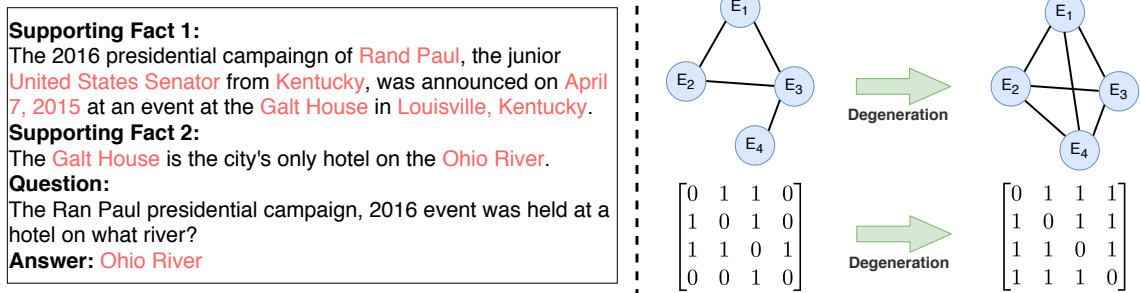 Supporting Fact 1:
The 2016 presidential campaingn of Rand Paul, the junior
United States Senator from Kentucky, was announced on April
7, 2015 at an event at the Galt House in Louisville, Kentucky.
Supporting Fact 2:
The Galt House is the city's only hotel on the Ohio River.
Question:
The Ran Paul presidential campaign, 2016 event was held at a
hotel on what river?
Answer: Ohio River
E1
E2
E3
E4
Degeneration
E1
E2
E3
E4
0 1 1 0
1 0 1 0
1 1 0 1
0 0 1 0
Degeneration
0 1 1 1
1 0 1 1
1 1 0 1
1 1 1 0